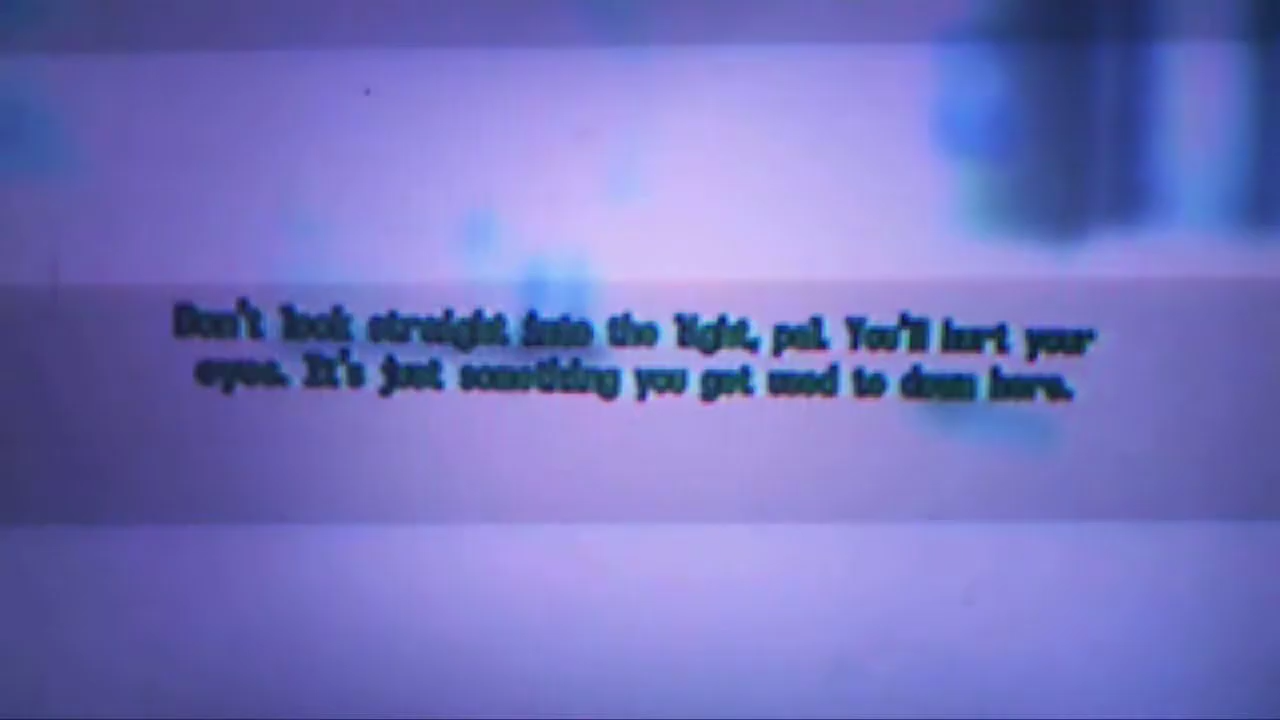 Don't look straight into the light, pal. You'll hurt your
eyes. It's just something you get used to down here.